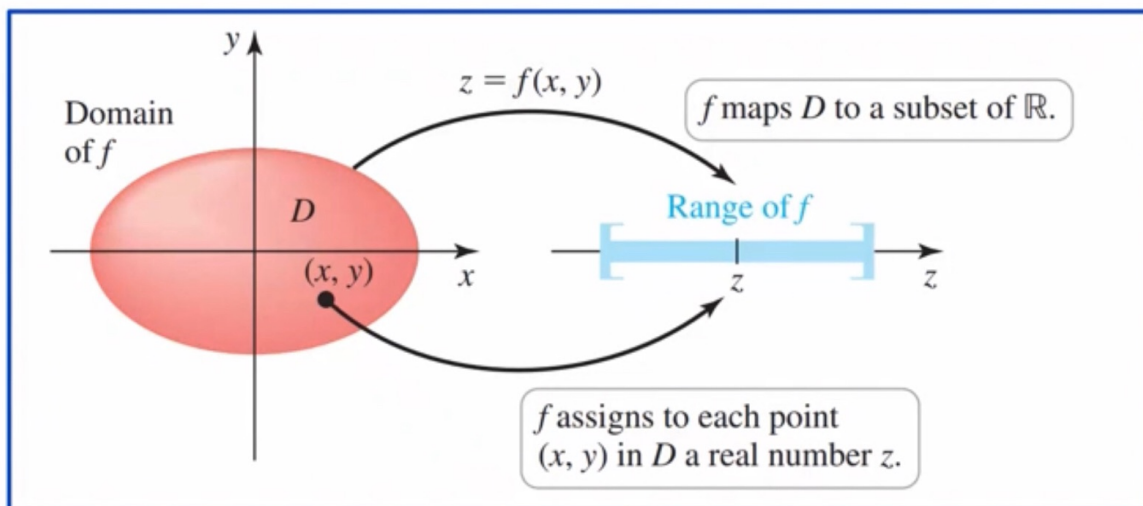 y
z = f(x, y)
f maps D to a subset of ℝ.
Domain
of f
D
Range of f
(x, y)
x
z
z
f assigns to each point
(x, y) in D a real number z.